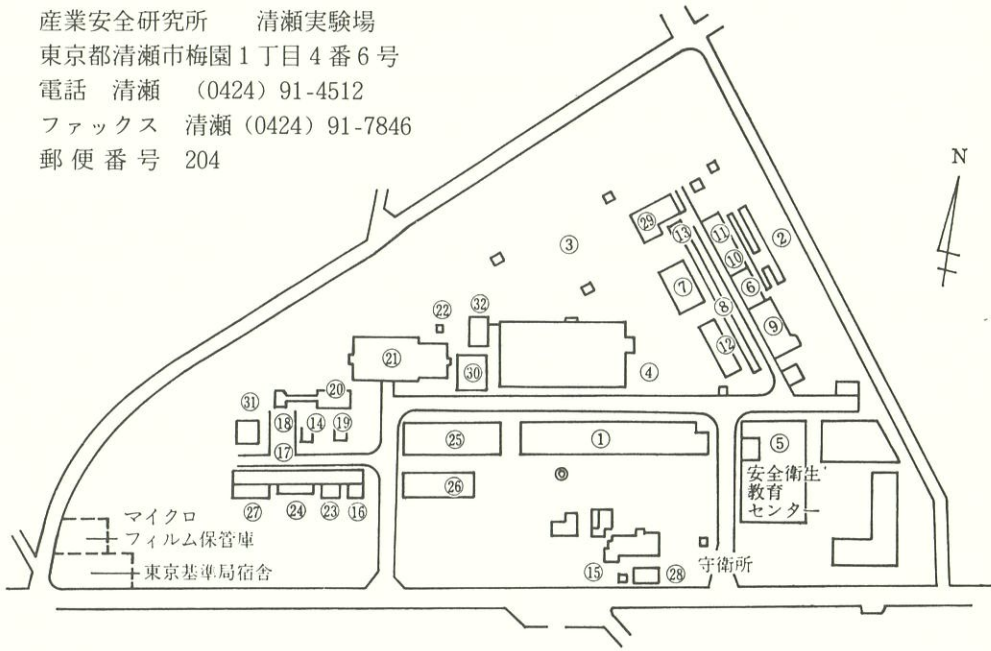 産業安全研究所　清瀬実験場
東京都清瀬市梅園1丁目4番6号
電話　清瀬　（0424）91-4512
ファックス　清瀬（0424）91-7846
郵便番号　204
N
㉙
⑬
⑪
②
③
⑩
⑦
⑥
⑧
⑨
㉒
㉜
⑫
㉑
㉚
④
⑳
㉛
⑱
⑭
⑲
⑰
㉕
①
⑤
安全衛生
教育
センター
㉖
㉗
㉔
㉓
⑯
マイクロ
フィルム保管庫
東京基準局宿舎
⑮
㉘
守衛所